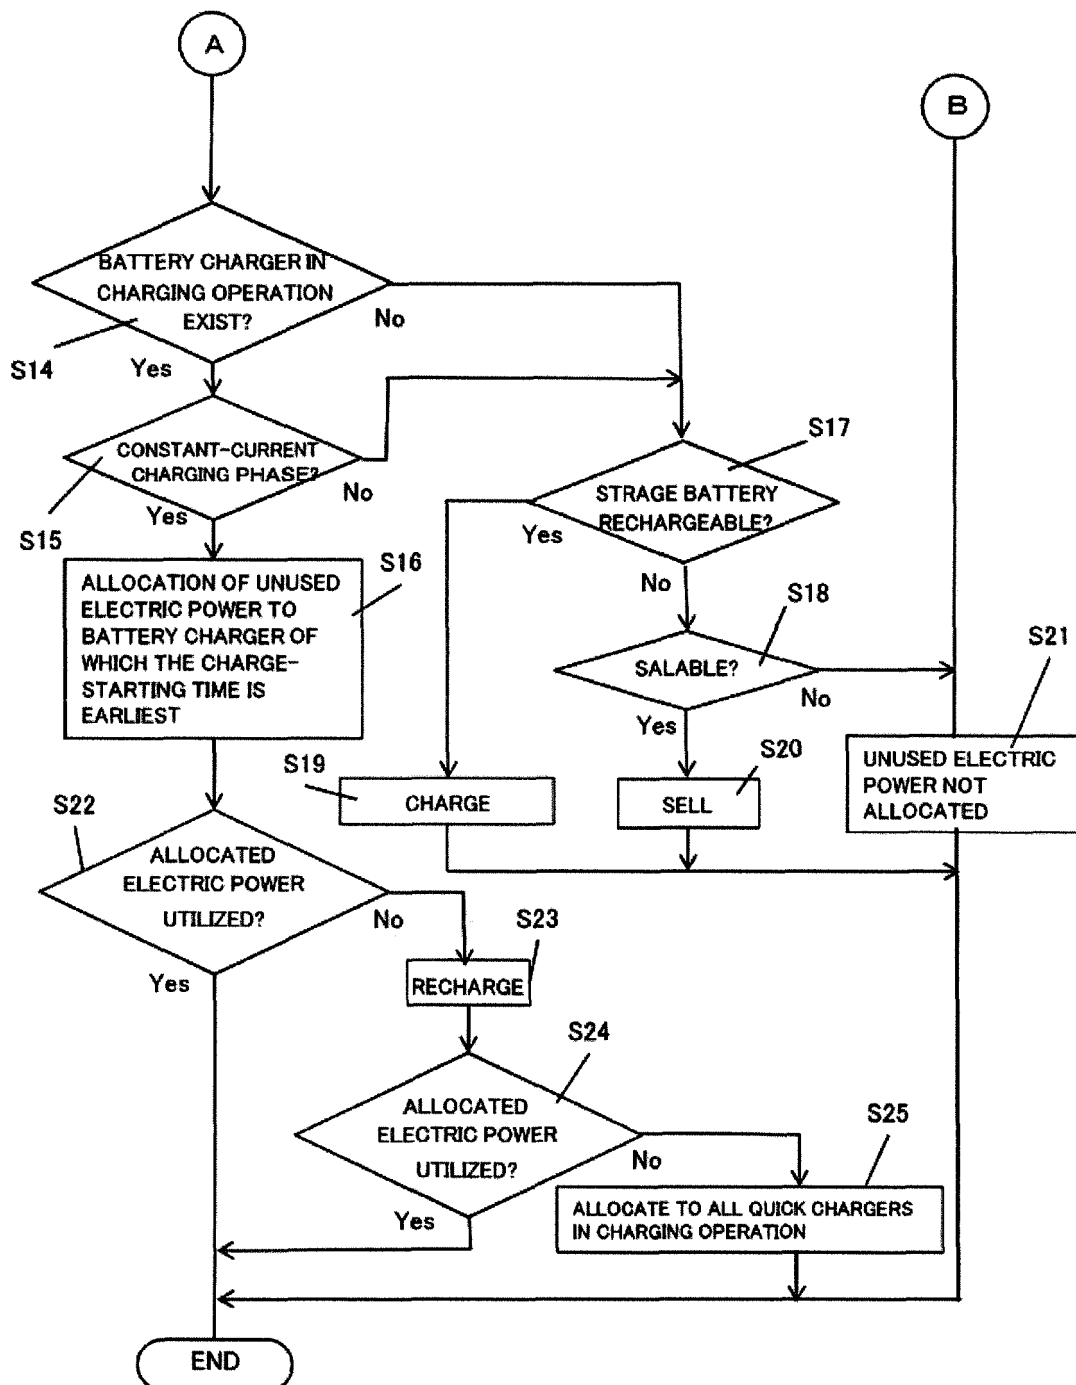 A
B
BATTERY CHARGER IN
CHARGING OPERATION
EXIST?
No
S14
Yes
CONSTANT-CURRENT
CHARGING PHASE?
No
S15
Yes
S17
STRAGE BATTERY
RECHARGEABLE?
Yes
No
S16
ALLOCATION OF UNUSED
ELECTRIC POWER TO
BATTERY CHARGER OF
WHICH THE CHARGE-
STARTING TIME IS
EARLIEST
S18
SALABLE?
No
Yes
S21
UNUSED ELECTRIC
POWER NOT
ALLOCATED
S19
CHARGE
S20
SELL
S22
ALLOCATED
ELECTRIC POWER
UTILIZED?
No
Yes
S23
RECHARGE
S24
ALLOCATED
ELECTRIC POWER
UTILIZED?
No
Yes
S25
ALLOCATE TO ALL QUICK CHARGERS
IN CHARGING OPERATION
END